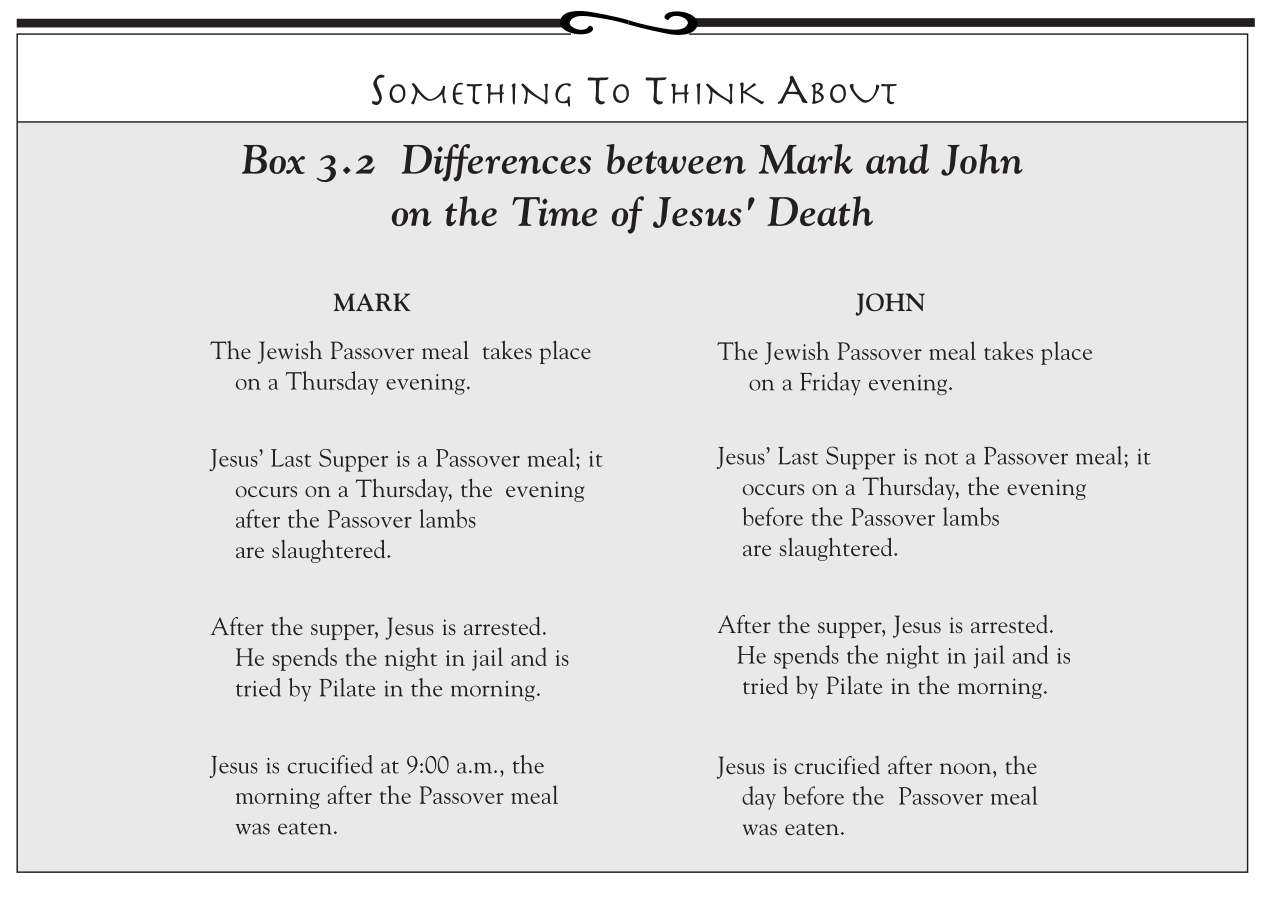 Something To Think About
Box 3.2 Differences between Mark and John
on the Time of Jesus' Death
MARK
The Jewish Passover meal takes place
on a Thursday evening.
Jesus' Last Supper is a Passover meal; it
occurs on a Thursday, the evening
after the Passover lambs
are slaughtered.
After the supper, Jesus is arrested.
He spends the night in jail and is
tried by Pilate in the morning.
Jesus is crucified at 9:00 a.m., the
morning after the Passover meal
was eaten.
JOHN
The Jewish Passover meal takes place
on a Friday evening.
Jesus' Last Supper is not a Passover meal; it
occurs on a Thursday, the evening
before the Passover lambs
are slaughtered.
After the supper, Jesus is arrested.
He spends the night in jail and is
tried by Pilate in the morning.
Jesus is crucified after noon, the
day before the Passover meal
was eaten.